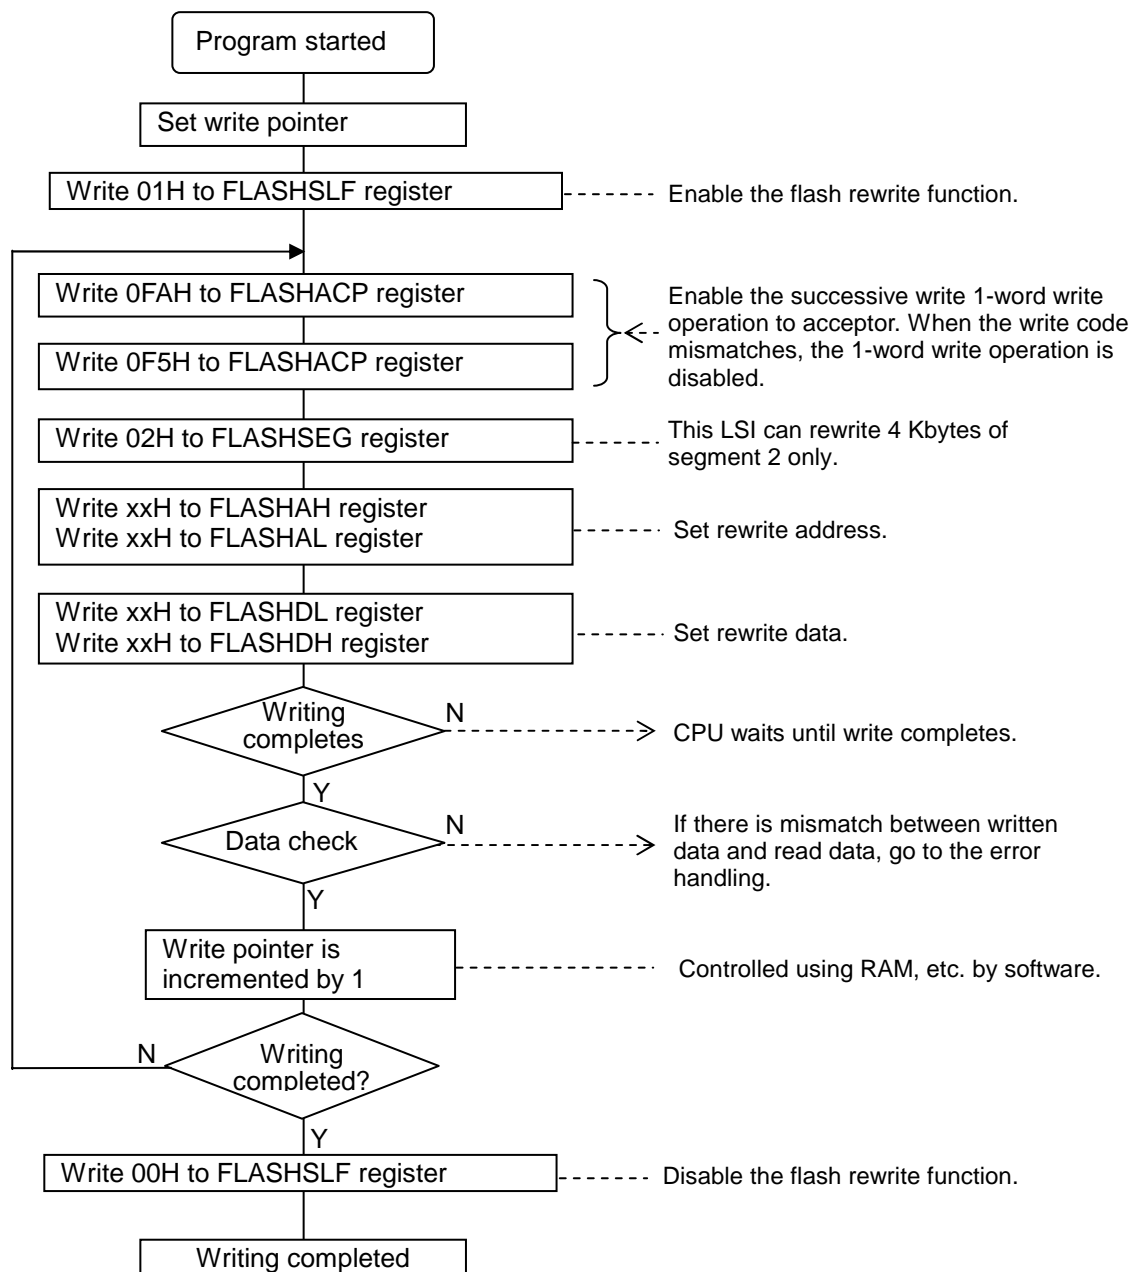 Program started
Set write pointer
Write 01H to FLASHSLF register
Enable the flash rewrite function.
Write 0FAH to FLASHACP register
Write 0F5H to FLASHACP register
Enable the successive write 1-word write
operation to acceptor. When the write code
mismatches, the 1-word write operation is
disabled.
Write 02H to FLASHSEG register
This LSI can rewrite 4 Kbytes of
segment 2 only.
Write xxH to FLASHAH register
Write xxH to FLASHAL register
Set rewrite address.
Write xxH to FLASHDL register
Write xxH to FLASHDH register
Set rewrite data.
Writing
completes
N
CPU waits until write completes.
Y
Data check
N
If there is mismatch between written
data and read data, go to the error
handling.
Y
Write pointer is
incremented by 1
Controlled using RAM, etc. by software.
N
Writing
completed?
Y
Write 00H to FLASHSLF register
Disable the flash rewrite function.
Writing completed